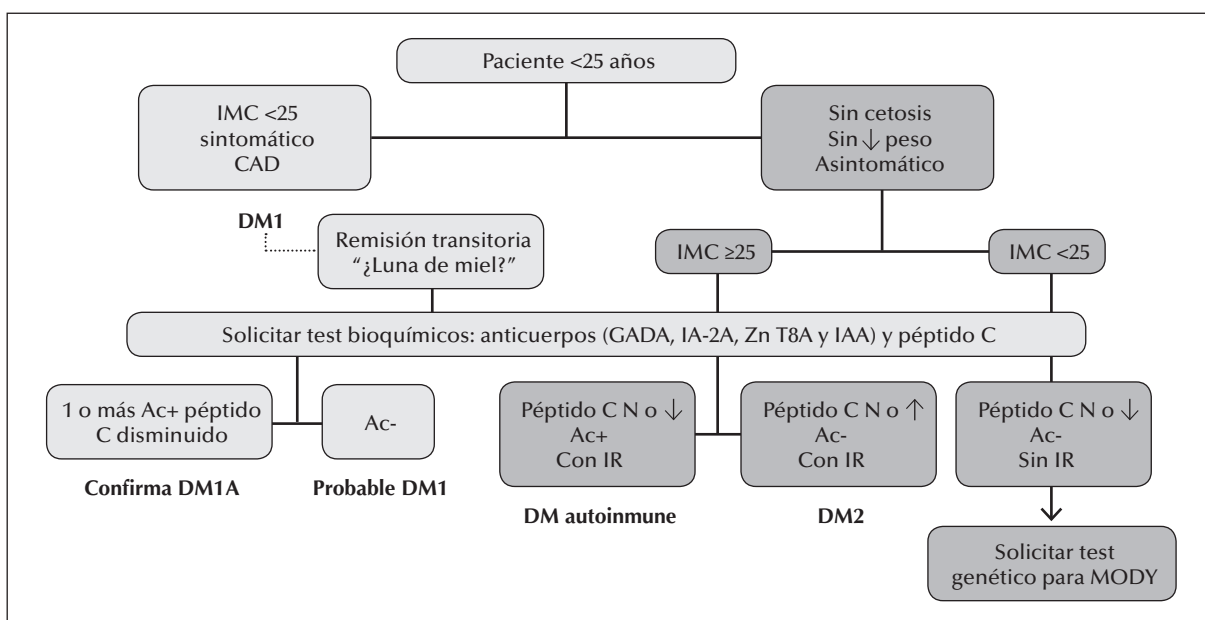 Paciente <25 años
IMC <25
sintomático
CAD
Sin cetosis
Sin ↓ peso
Asintomático
DM1
Remisión transitoria
“¿Luna de miel?”
IMC ≥25
IMC <25
Solicitar test bioquímicos: anticuerpos (GADA, IA-2A, Zn T8A y IAA) y péptido C
1 o más Ac+ péptido
C disminuido
Ac-
Péptido C N o ↓
Ac+
Con IR
Péptido C N o ↑
Ac-
Con IR
Péptido C N o ↓
Ac-
Sin IR
Confirma DM1A
Probable DM1
DM autoinmune
DM2
Solicitar test
genético para MODY